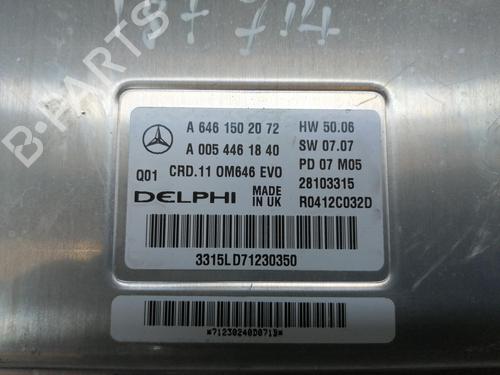 A 646 150 20 72 HW 50.06
A 005 446 18 40 SW 07.07
Q01 CRD.11 OM646 EVO PD 07 M05
28103315
DELPHI MADE IN UK R0412C032D
3315LD71230350
*71230240D071B*